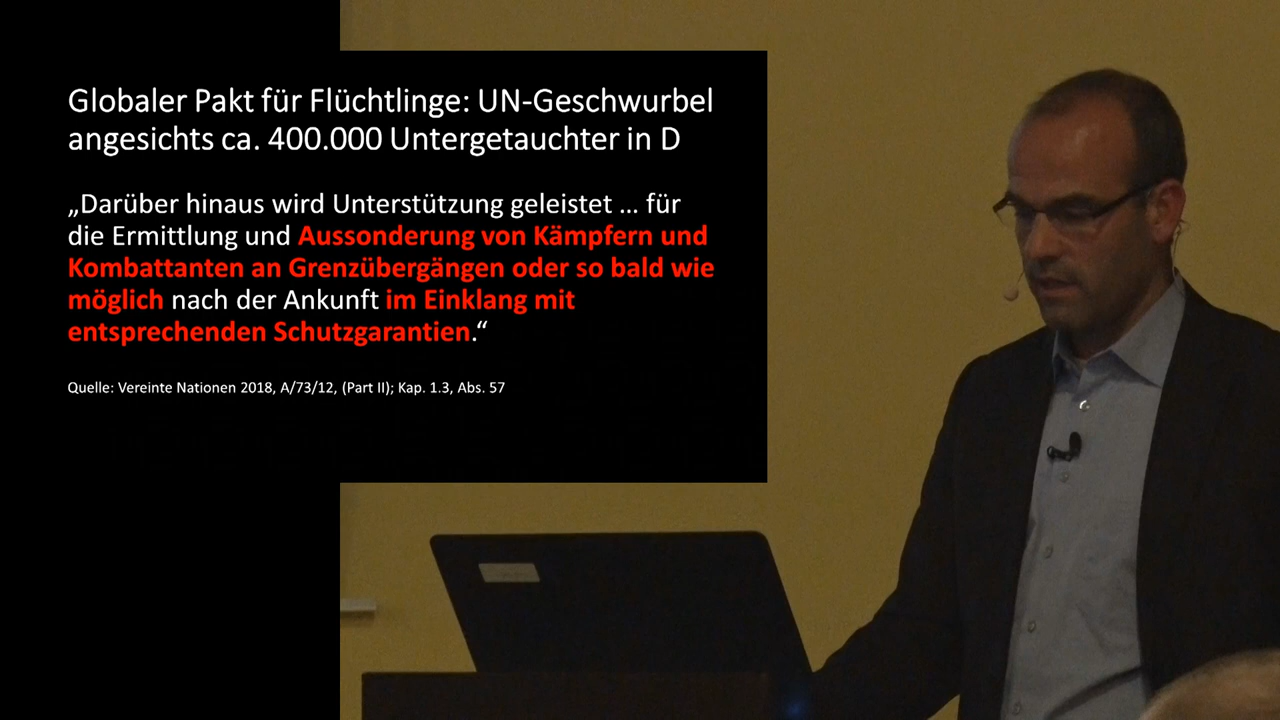 Globaler Pakt für Flüchtlinge: UN-Geschwurbel
angesichts ca. 400.000 Untergetauchter in D
„Darüber hinaus wird Unterstützung geleistet … für
die Ermittlung und Aussonderung von Kämpfern und
Kombattanten an Grenzübergängen oder so bald wie
möglich nach der Ankunft im Einklang mit
entsprechenden Schutzgarantien.“
Quelle: Vereinte Nationen 2018, A/73/12, (Part II); Kap. 1.3, Abs. 57